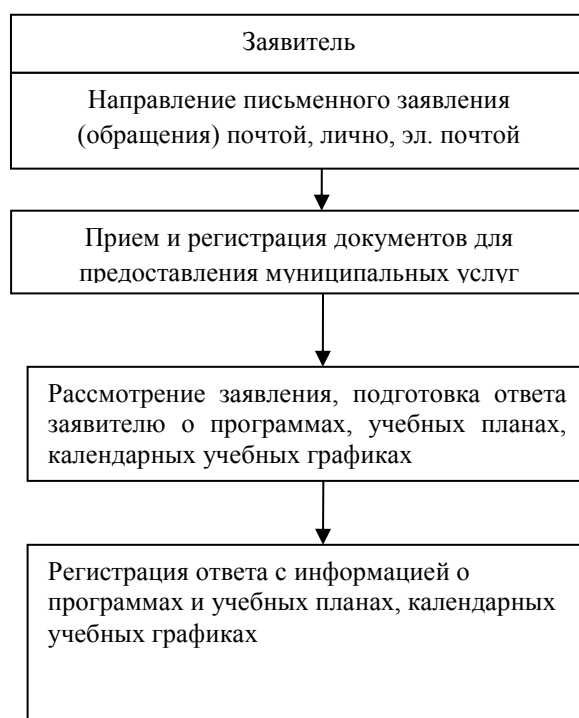 Заявитель
Направление письменного заявления
(обращения) почтой, лично, эл. почтой
Прием и регистрация документов для
предоставления муниципальных услуг
Рассмотрение заявления, подготовка ответа
заявителю о программах, учебных планах,
календарных учебных графиках
Регистрация ответа с информацией о
программах и учебных планах, календарных
учебных графиках